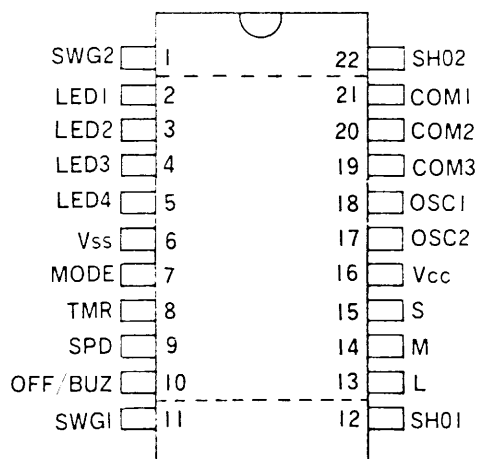 SWG2 1 22 SH02
LED1 2 21 COM1
LED2 3 20 COM2
LED3 4 19 COM3
LED4 5 18 OSC1
Vss 6 17 OSC2
MODE 7 16 Vcc
TMR 8 15 S
SPD 9 14 M
OFF/BUZ 10 13 L
SWG1 11 12 SH01